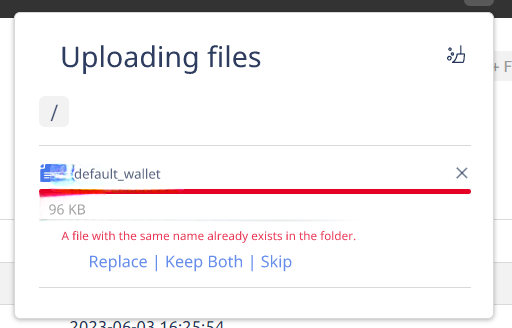 Uploading files
+ F
/
default_wallet
96 KB
A file with the same name already exists in the folder.
Replace | Keep Both | Skip
2023-06-03 16:25:54